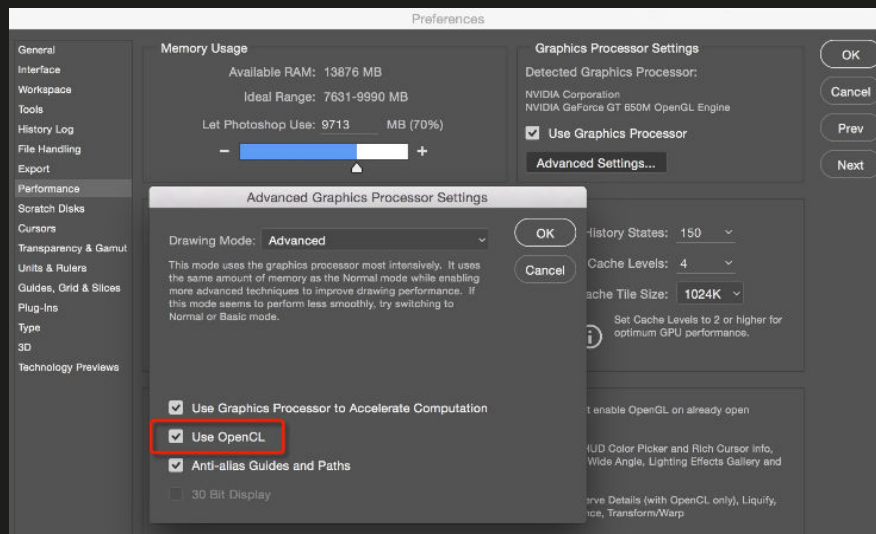 Preferences
General
Interface
Workspace
Tools
History Log
File Handling
Export
Performance
Scratch Disks
Cursors
Transparency & Gamut
Units & Rulers
Guides, Grid & Slices
Plug-Ins
Type
3D
Technology Previews
Memory Usage
Available RAM: 13876 MB
Ideal Range: 7631-9990 MB
Let Photoshop Use: 9713 MB (70%)
− +
Graphics Processor Settings
Detected Graphics Processor:
NVIDIA Corporation
NVIDIA GeForce GT 650M OpenGL Engine
Use Graphics Processor
Advanced Settings...
OK
Cancel
Prev
Next
Advanced Graphics Processor Settings
Drawing Mode: Advanced
This mode uses the graphics processor most intensively. It uses
the same amount of memory as the Normal mode while enabling
more advanced techniques to improve drawing performance. If
this mode seems to perform less smoothly, try switching to
Normal or Basic mode.
Use Graphics Processor to Accelerate Computation
Use OpenCL
Anti-alias Guides and Paths
30 Bit Display
OK
Cancel
History States: 150
Cache Levels: 4
ache Tile Size: 1024K
Set Cache Levels to 2 or higher for
optimum GPU performance.
t enable OpenGL on already open
HUD Color Picker and Rich Cursor info,
Wide Angle, Lighting Effects Gallery and
erve Details (with OpenCL only), Liquify,
nce, Transform/Warp